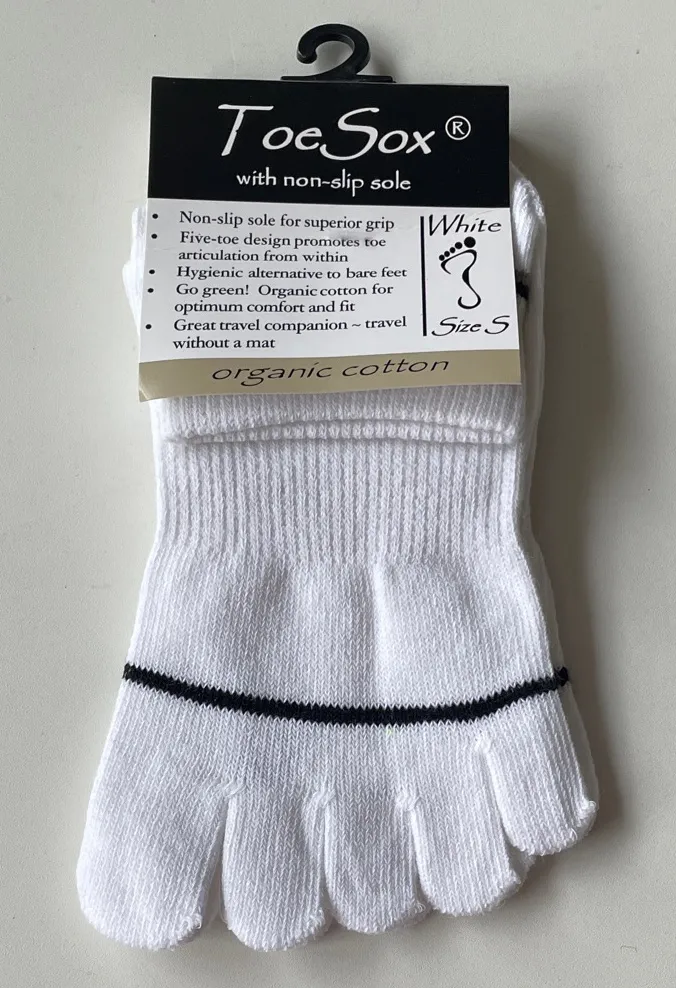 ToeSox®
with non-slip sole
• Non-slip sole for superior grip
• Five-toe design promotes toe
articulation from within
• Hygienic alternative to bare feet
• Go green! Organic cotton for
optimum comfort and fit
• Great travel companion ~ travel
without a mat
White
Size S
organic cotton